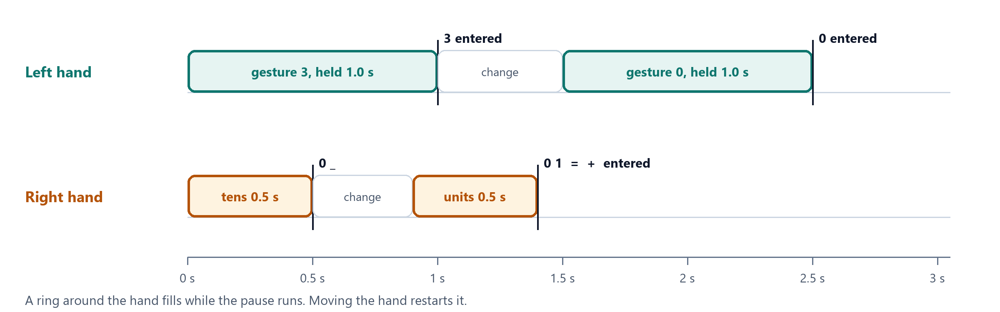 3 entered
0 entered
Left hand
gesture 3, held 1.0 s
change
gesture 0, held 1.0 s
0 _
0 1 = + entered
Right hand
tens 0.5 s
change
units 0.5 s
0 s
0.5 s
1 s
1.5 s
2 s
2.5 s
3 s
A ring around the hand fills while the pause runs. Moving the hand restarts it.